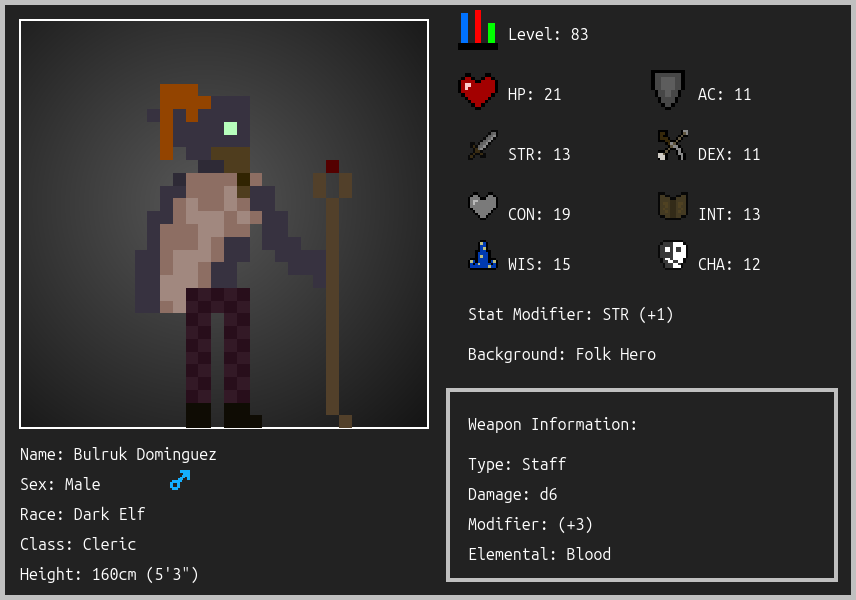 Level: 83
HP: 21
AC: 11
STR: 13
DEX: 11
CON: 19
INT: 13
WIS: 15
CHA: 12
Stat Modifier: STR (+1)
Background: Folk Hero
Weapon Information:
Type: Staff
Damage: d6
Modifier: (+3)
Elemental: Blood
Name: Bulruk Dominguez
Sex: Male
Race: Dark Elf
Class: Cleric
Height: 160cm (5'3")